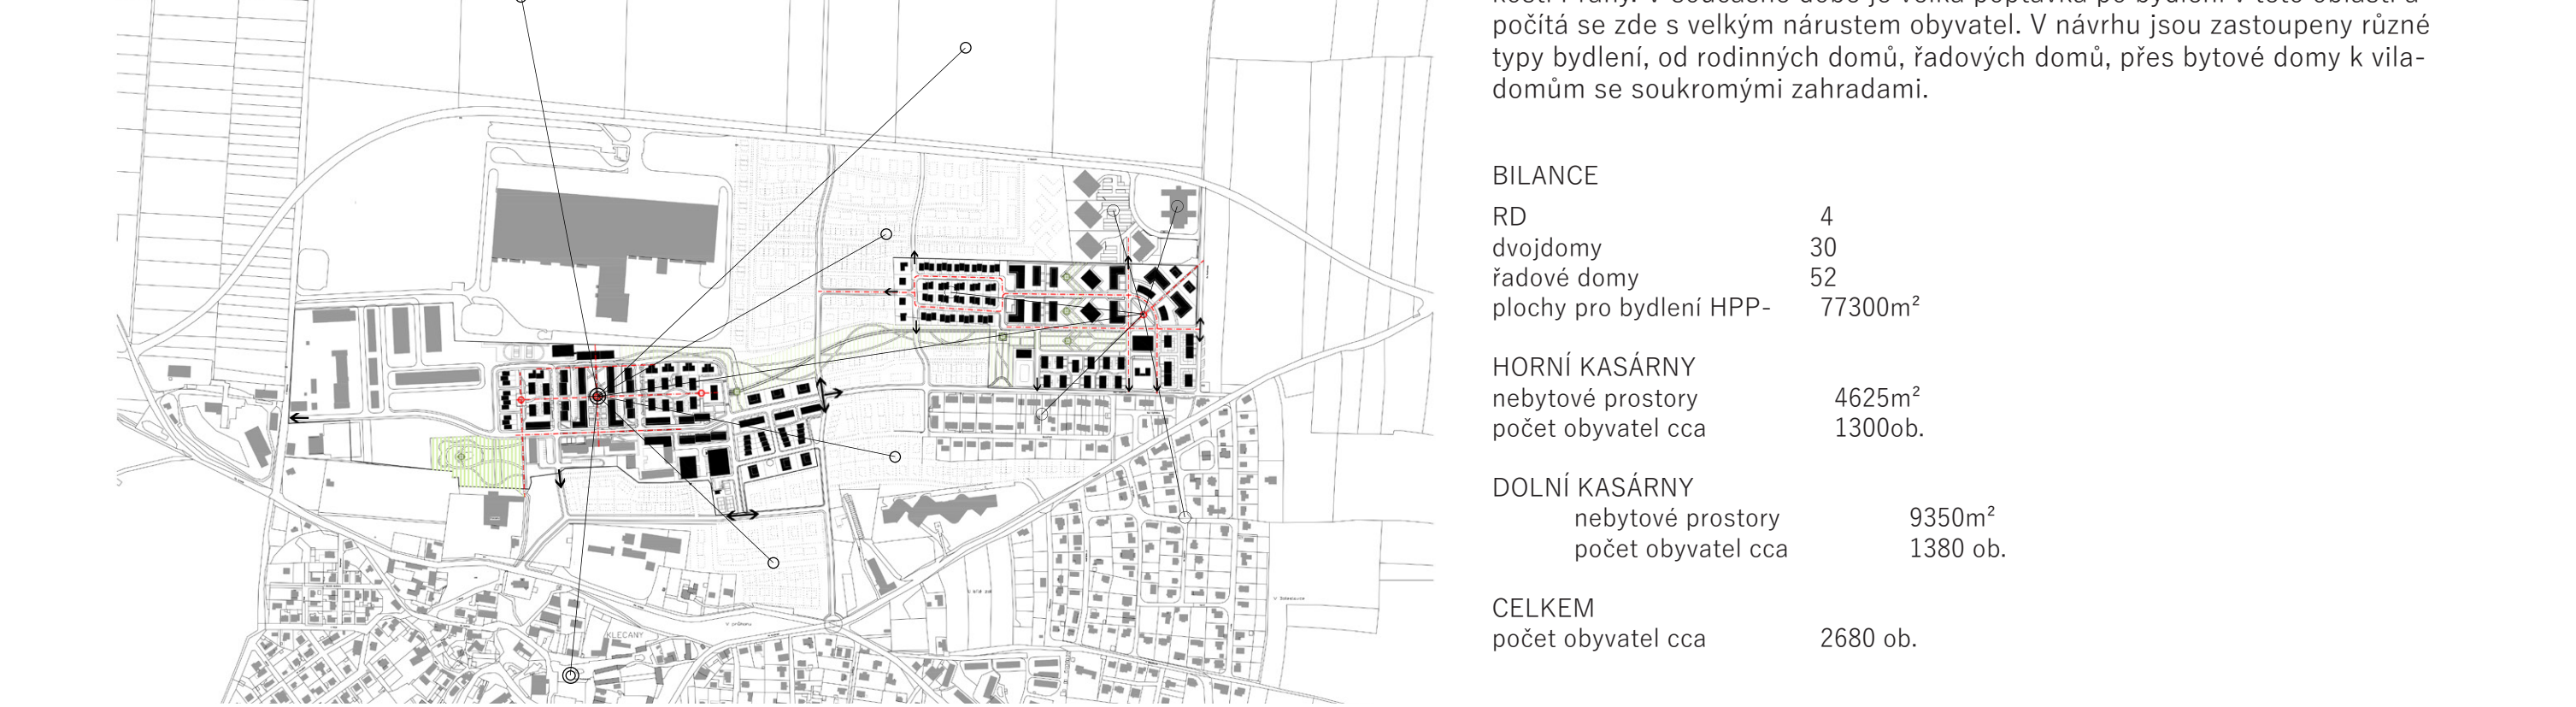 počítá se zde s velkým nárustem obyvatel. V návrhu jsou zastoupeny různé
typy bydlení, od rodinných domů, řadových domů, přes bytové domy k vila-
domům se soukromými zahradami.
BILANCE
RD 4
dvojdomy 30
řadové domy 52
plochy pro bydlení HPP- 77300m²
HORNÍ KASÁRNY
nebytové prostory 4625m²
počet obyvatel cca 1300ob.
DOLNÍ KASÁRNY
nebytové prostory 9350m²
počet obyvatel cca 1380 ob.
CELKEM
počet obyvatel cca 2680 ob.
KLECANY